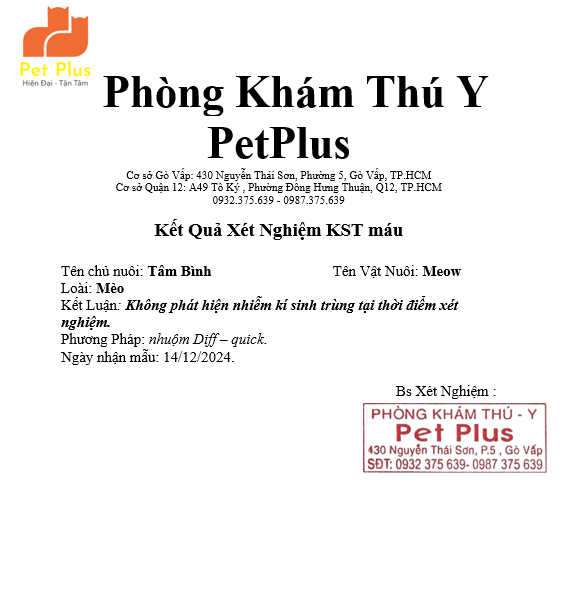 Pet Plus
Hiện Đại - Tận Tâm
Phòng Khám Thú Y
PetPlus
Cơ sở Gò Vấp: 430 Nguyễn Thái Sơn, Phường 5, Gò Vấp, TP.HCM
Cơ sở Quận 12: A49 Tô Ký , Phường Đông Hưng Thuận, Q12, TP.HCM
0932.375.639 - 0987.375.639
Kết Quả Xét Nghiệm KST máu
Tên chủ nuôi: Tâm Bình Tên Vật Nuôi: Meow
Loài: Mèo
Kết Luận: Không phát hiện nhiễm kí sinh trùng tại thời điểm xét
nghiệm.
Phương Pháp: nhuộm Diff – quick.
Ngày nhận mẫu: 14/12/2024.
Bs Xét Nghiệm :
PHÒNG KHÁM THÚ - Y
Pet Plus
430 Nguyễn Thái Sơn, P.5 , Gò Vấp
SĐT: 0932 375 639- 0987 375 639